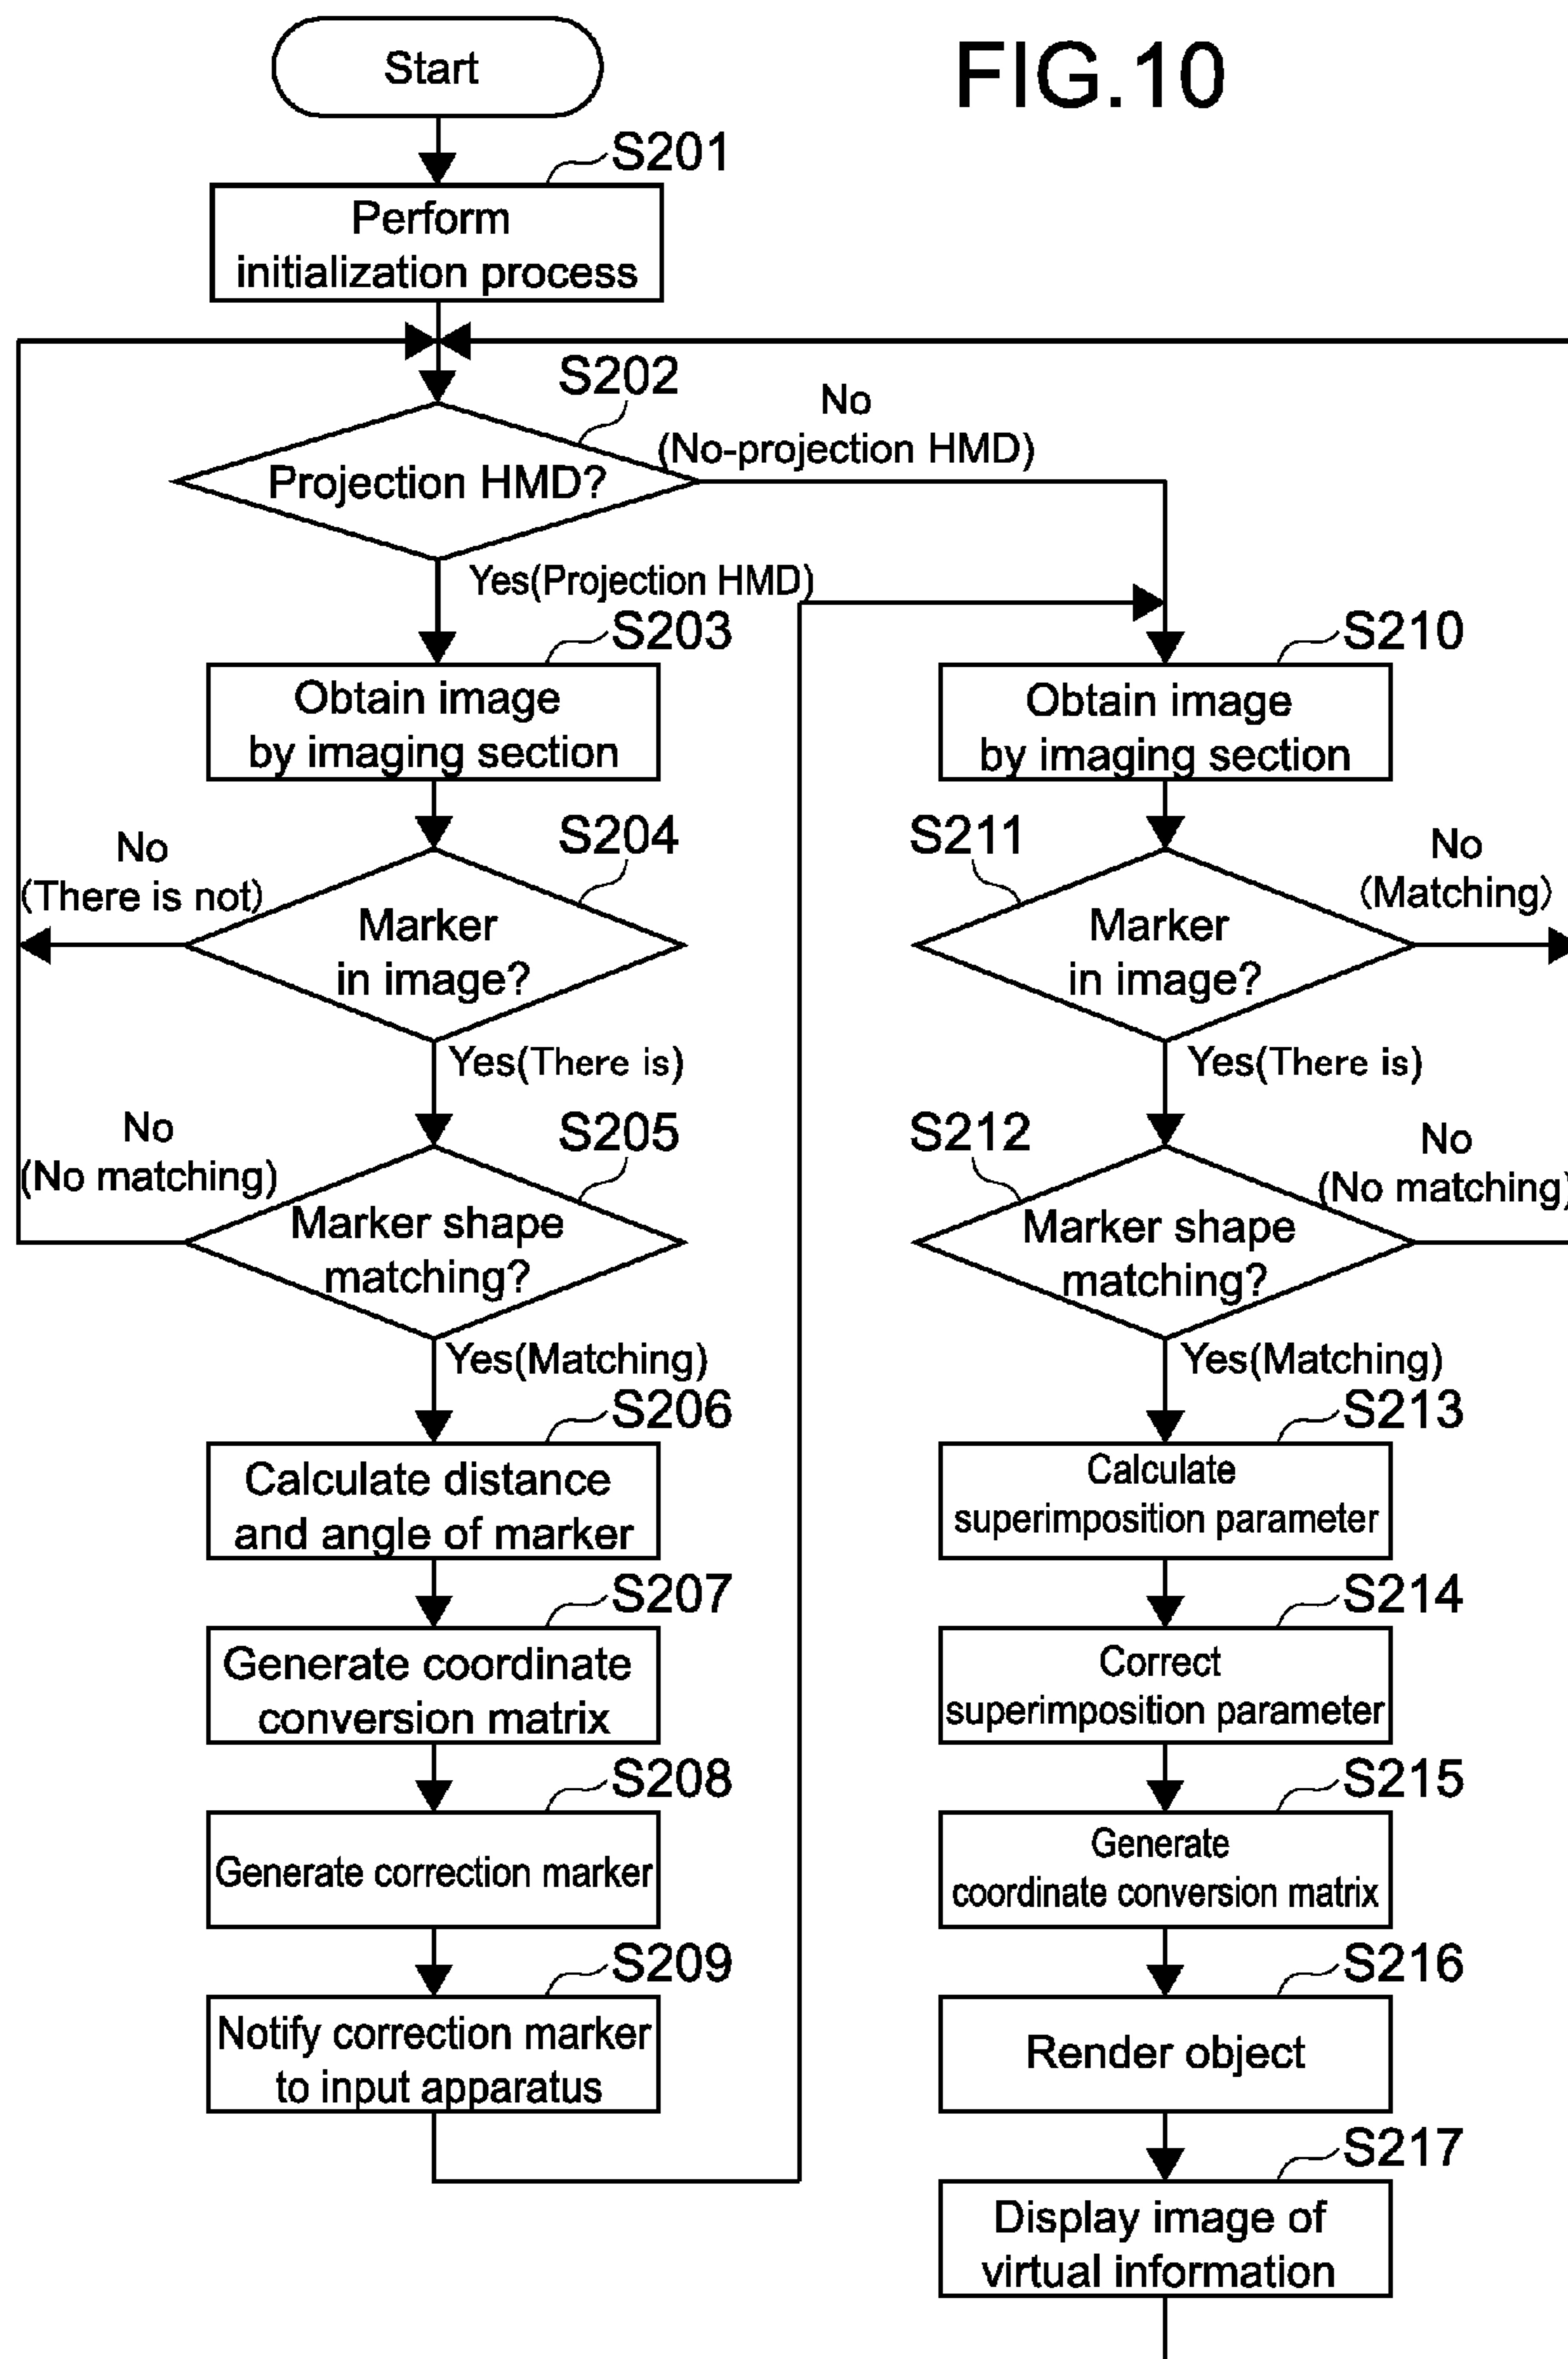 FIG.10
Start
S201
Perform
initialization process
S202
Projection HMD?
No
(No-projection HMD)
Yes(Projection HMD)
S203
Obtain image
by imaging section
S204
Marker
in image?
No
(There is not)
Yes(There is)
S205
Marker shape
matching?
No
(No matching)
Yes(Matching)
S206
Calculate distance
and angle of marker
S207
Generate coordinate
conversion matrix
S208
Generate correction marker
S209
Notify correction marker
to input apparatus
S210
Obtain image
by imaging section
S211
Marker
in image?
No
(Matching)
Yes(There is)
S212
Marker shape
matching?
No
(No matching)
Yes(Matching)
S213
Calculate
superimposition parameter
S214
Correct
superimposition parameter
S215
Generate
coordinate conversion matrix
S216
Render object
S217
Display image of
virtual information